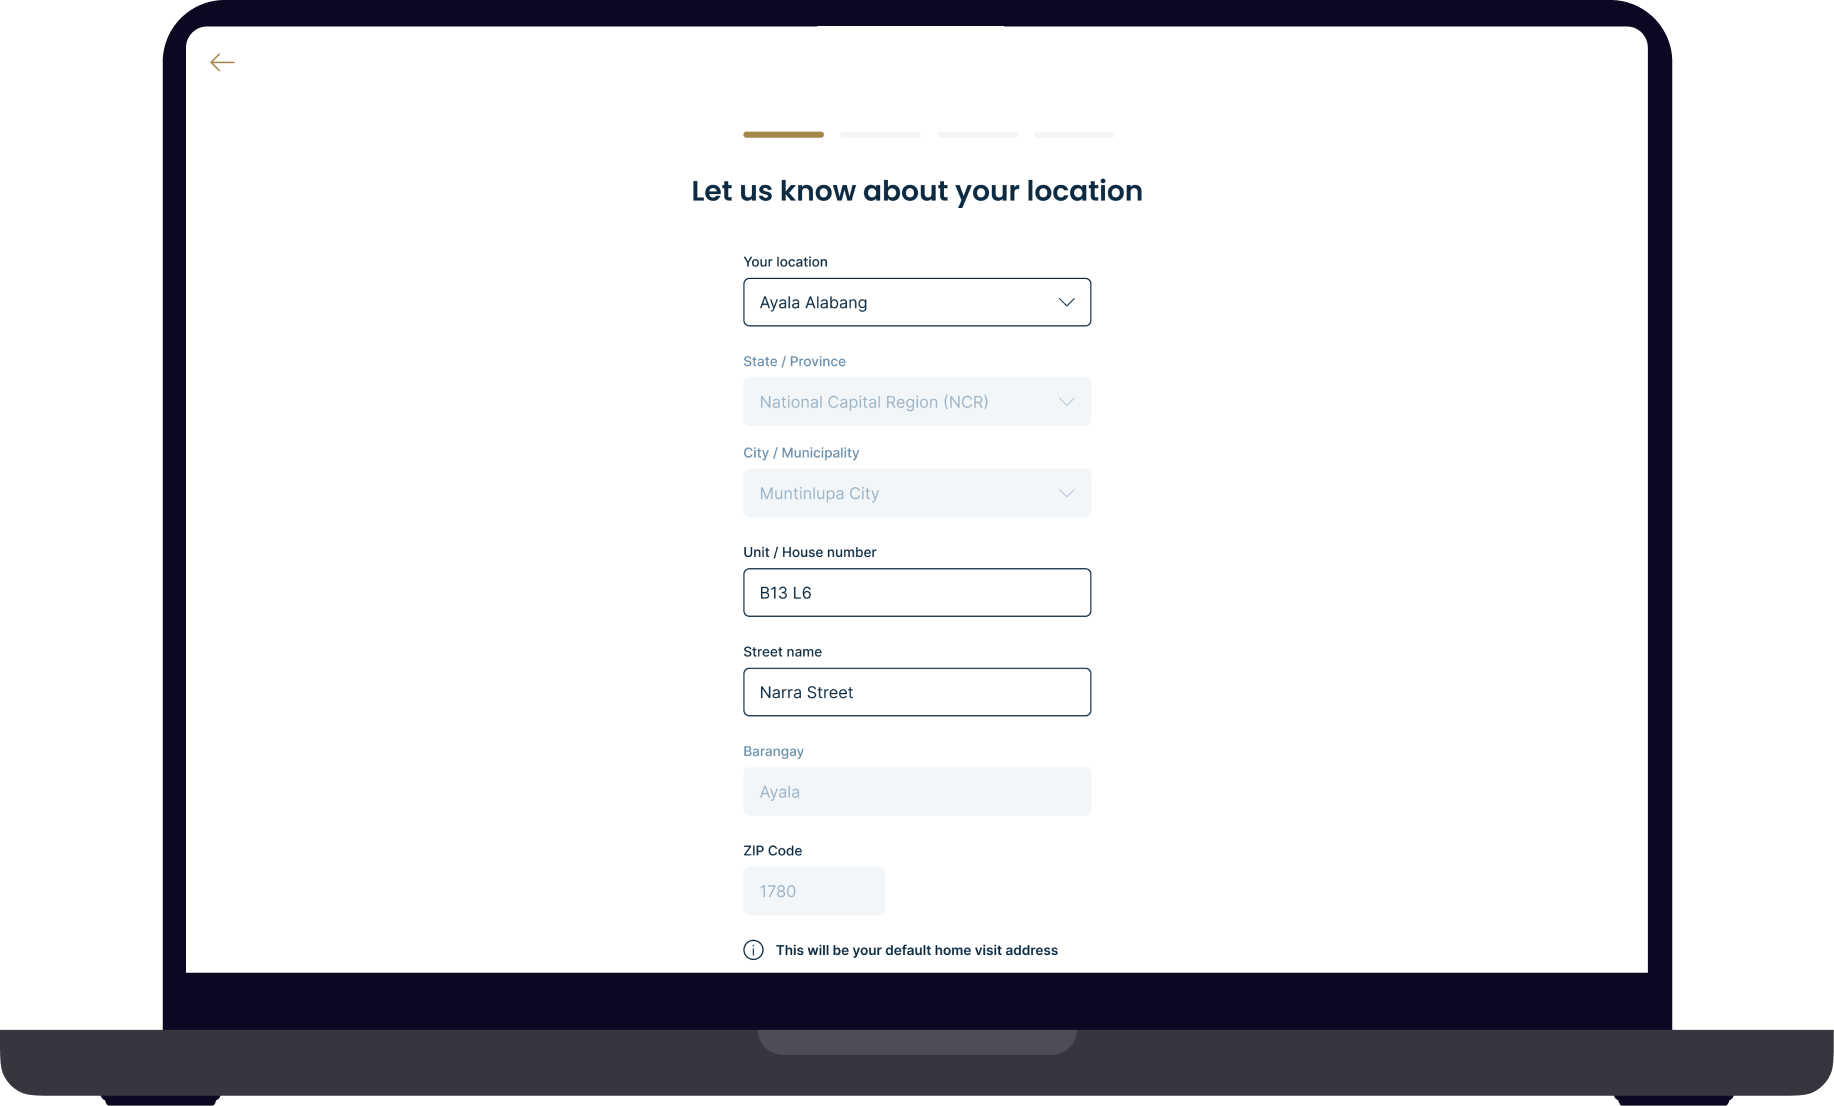 Let us know about your location
Your location
Ayala Alabang
State / Province
National Capital Region (NCR)
City / Municipality
Muntinlupa City
Unit / House number
B13 L6
Street name
Narra Street
Barangay
Ayala
ZIP Code
1780
This will be your default home visit address